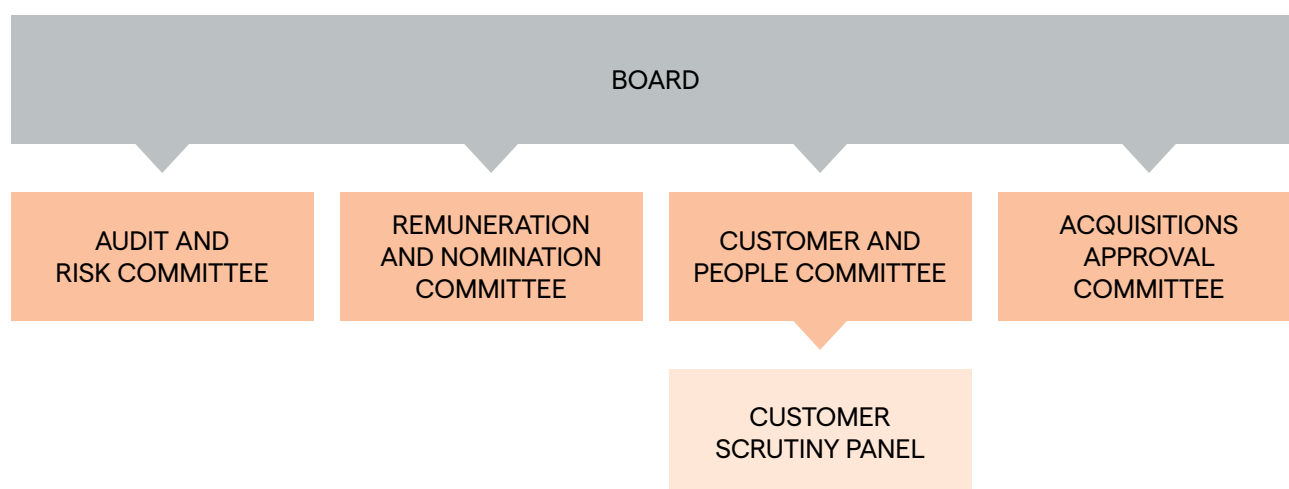 BOARD
AUDIT AND
RISK COMMITTEE
REMUNERATION
AND NOMINATION
COMMITTEE
CUSTOMER AND
PEOPLE COMMITTEE
ACQUISITIONS
APPROVAL
COMMITTEE
CUSTOMER
SCRUTINY PANEL